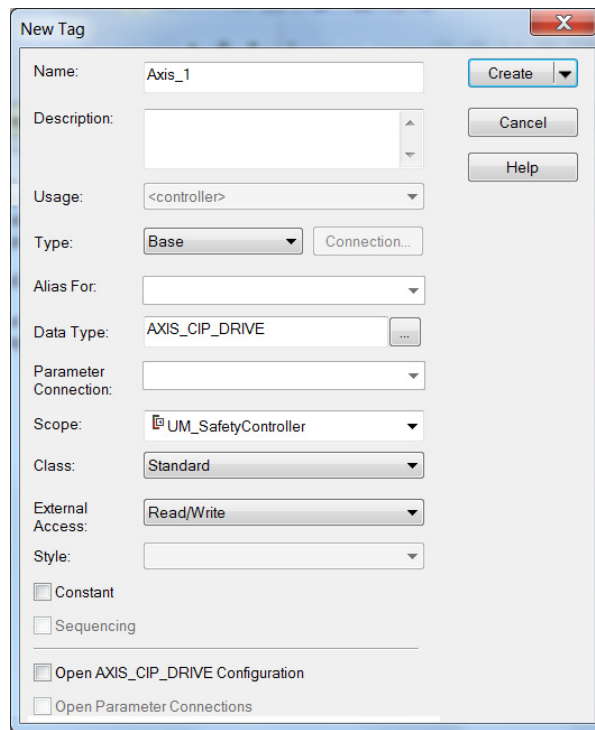 New Tag
Name: Axis_1 Create
Description: Cancel
Help
Usage: <controller>
Type: Base Connection...
Alias For:
Data Type: AXIS_CIP_DRIVE ...
Parameter
Connection:
Scope: UM_SafetyController
Class: Standard
External
Access: Read/Write
Style:
Constant
Sequencing
Open AXIS_CIP_DRIVE Configuration
Open Parameter Connections